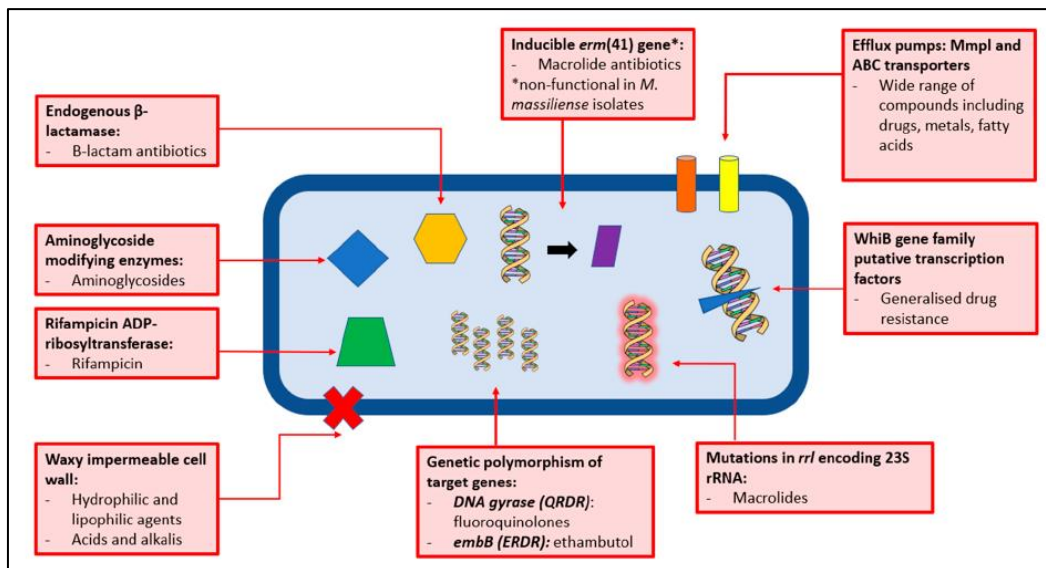 Endogenous β-
lactamase:
- B-lactam antibiotics
Aminoglycoside
modifying enzymes:
- Aminoglycosides
Rifampicin ADP-
ribosyltransferase:
- Rifampicin
Waxy impermeable cell
wall:
- Hydrophilic and
lipophilic agents
- Acids and alkalis
Inducible erm(41) gene*:
- Macrolide antibiotics
*non-functional in M.
massiliense isolates
Genetic polymorphism of
target genes:
- DNA gyrase (QRDR):
fluoroquinolones
- embB (ERDR): ethambutol
Efflux pumps: Mmpl and
ABC transporters
- Wide range of
compounds including
drugs, metals, fatty
acids
WhiB gene family
putative transcription
factors
- Generalised drug
resistance
Mutations in rrl encoding 23S
rRNA:
- Macrolides